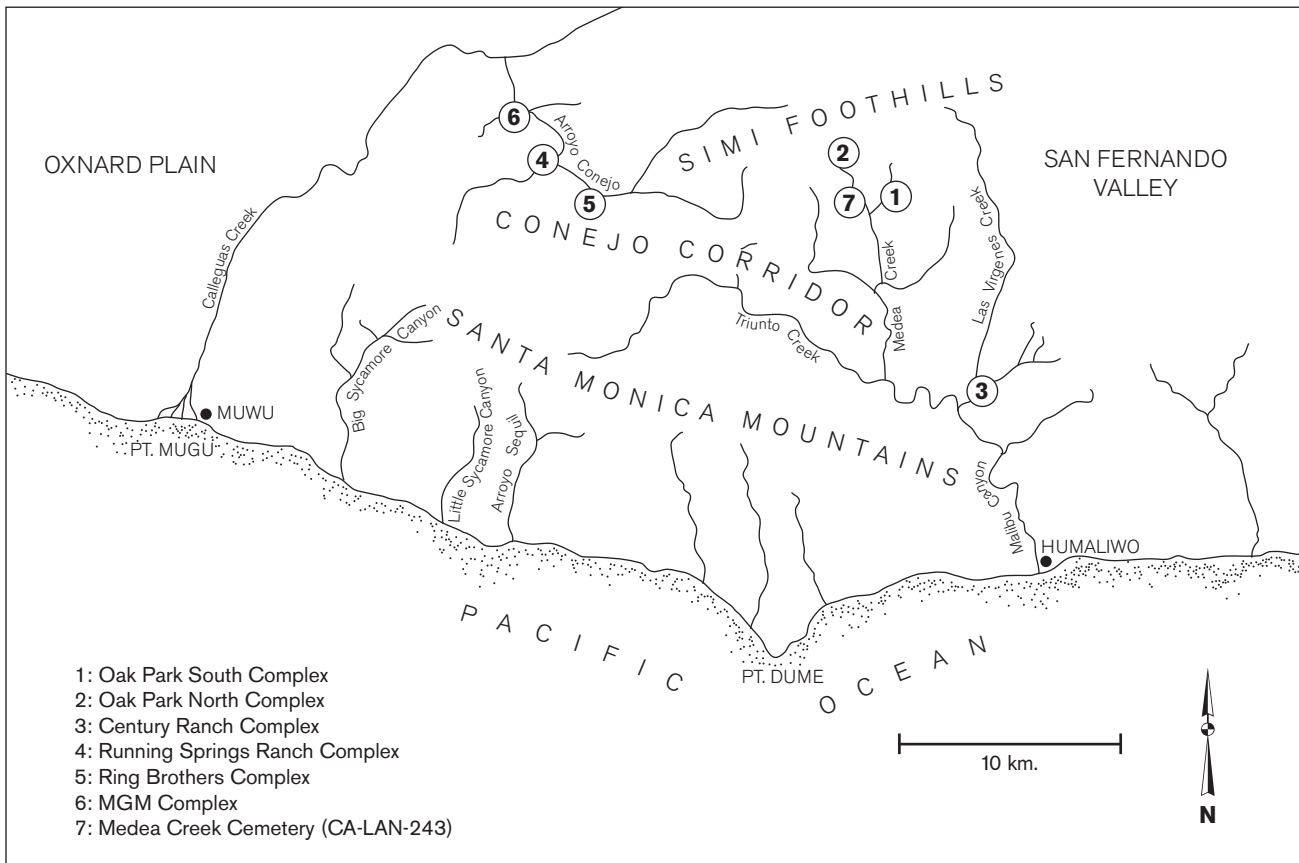 SIMI FOOTHILLS
OXNARD PLAIN
SAN FERNANDO
VALLEY
6
Arroyo Conejo
4
5
2
7
1
Calleguas Creek
CONEJO CORRIDOR
Creek
Medea
Las Virgenes Creek
Triunto Creek
SANTA MONICA MOUNTAINS
Big Sycamore Canyon
Little Sycamore Canyon
Arroyo Sequil
3
MUWU
PT. MUGU
Malibu Canyon
HUMALIWO
PACIFIC OCEAN
PT. DUME
1: Oak Park South Complex
2: Oak Park North Complex
3: Century Ranch Complex
4: Running Springs Ranch Complex
5: Ring Brothers Complex
6: MGM Complex
7: Medea Creek Cemetery (CA-LAN-243)
10 km.
N